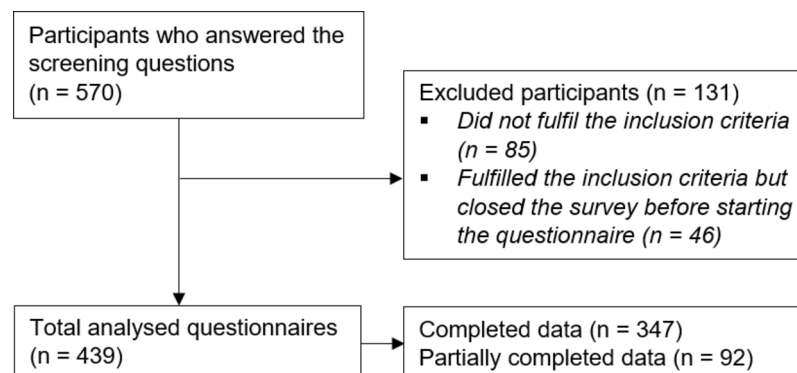 Participants who answered the
screening questions
(n = 570)
Excluded participants (n = 131)
▪ Did not fulfil the inclusion criteria
(n = 85)
▪ Fulfilled the inclusion criteria but
closed the survey before starting
the questionnaire (n = 46)
Total analysed questionnaires
(n = 439)
Completed data (n = 347)
Partially completed data (n = 92)